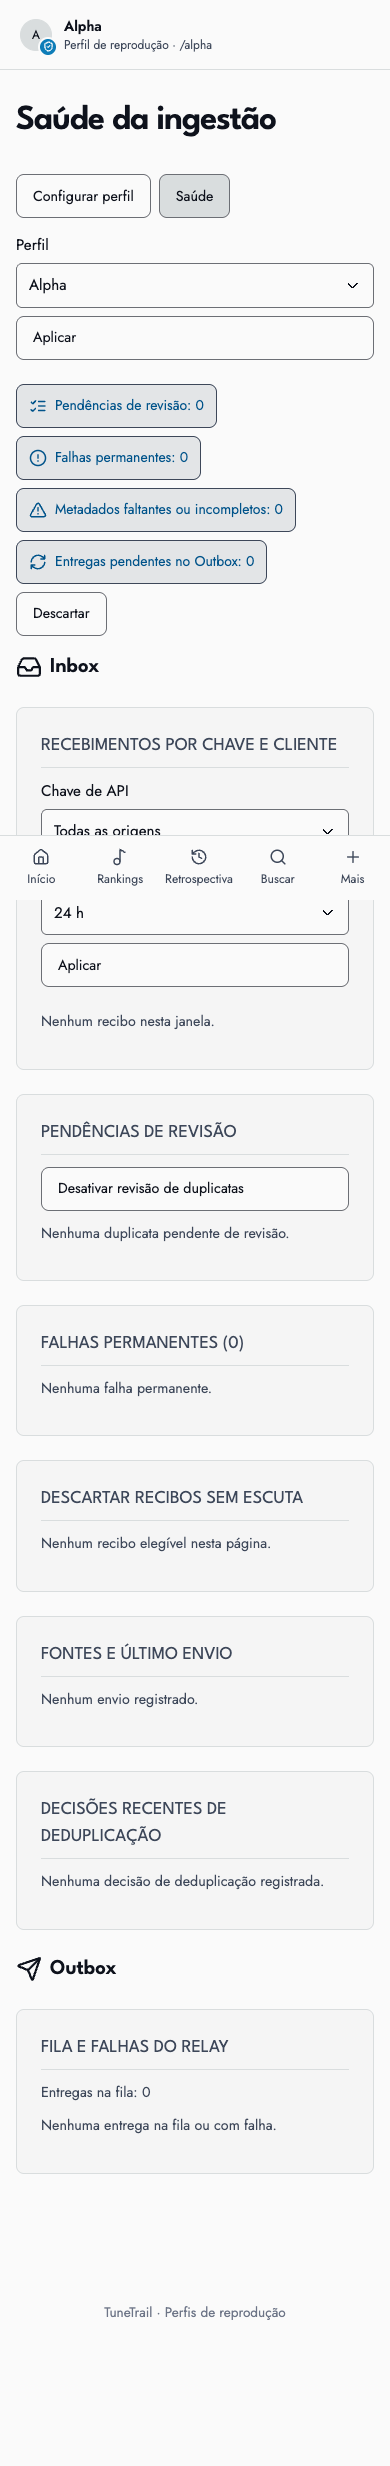 A
Alpha
Perfil de reprodução · /alpha
Saúde da ingestão
Configurar perfil
Saúde
Perfil
Alpha
Aplicar
Pendências de revisão: 0
Falhas permanentes: 0
Metadados faltantes ou incompletos: 0
Entregas pendentes no Outbox: 0
Descartar
Inbox
RECEBIMENTOS POR CHAVE E CLIENTE
Chave de API
Todas as origens
Início
Rankings
Retrospectiva
Buscar
Mais
24 h
Aplicar
Nenhum recibo nesta janela.
PENDÊNCIAS DE REVISÃO
Desativar revisão de duplicatas
Nenhuma duplicata pendente de revisão.
FALHAS PERMANENTES (0)
Nenhuma falha permanente.
DESCARTAR RECIBOS SEM ESCUTA
Nenhum recibo elegível nesta página.
FONTES E ÚLTIMO ENVIO
Nenhum envio registrado.
DECISÕES RECENTES DE
DEDUPLICAÇÃO
Nenhuma decisão de deduplicação registrada.
Outbox
FILA E FALHAS DO RELAY
Entregas na fila: 0
Nenhuma entrega na fila ou com falha.
TuneTrail · Perfis de reprodução